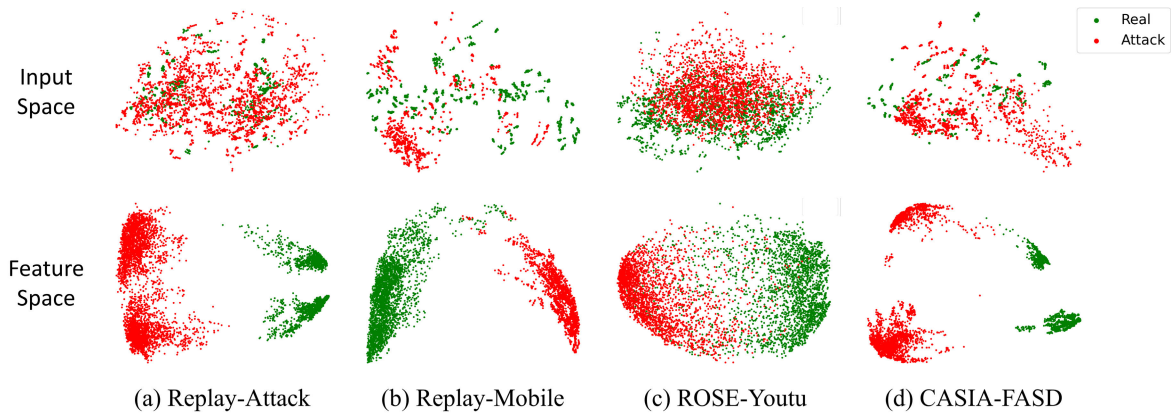 Real
Attack
Input
Space
Feature
Space
(a) Replay-Attack
(b) Replay-Mobile
(c) ROSE-Youtu
(d) CASIA-FASD